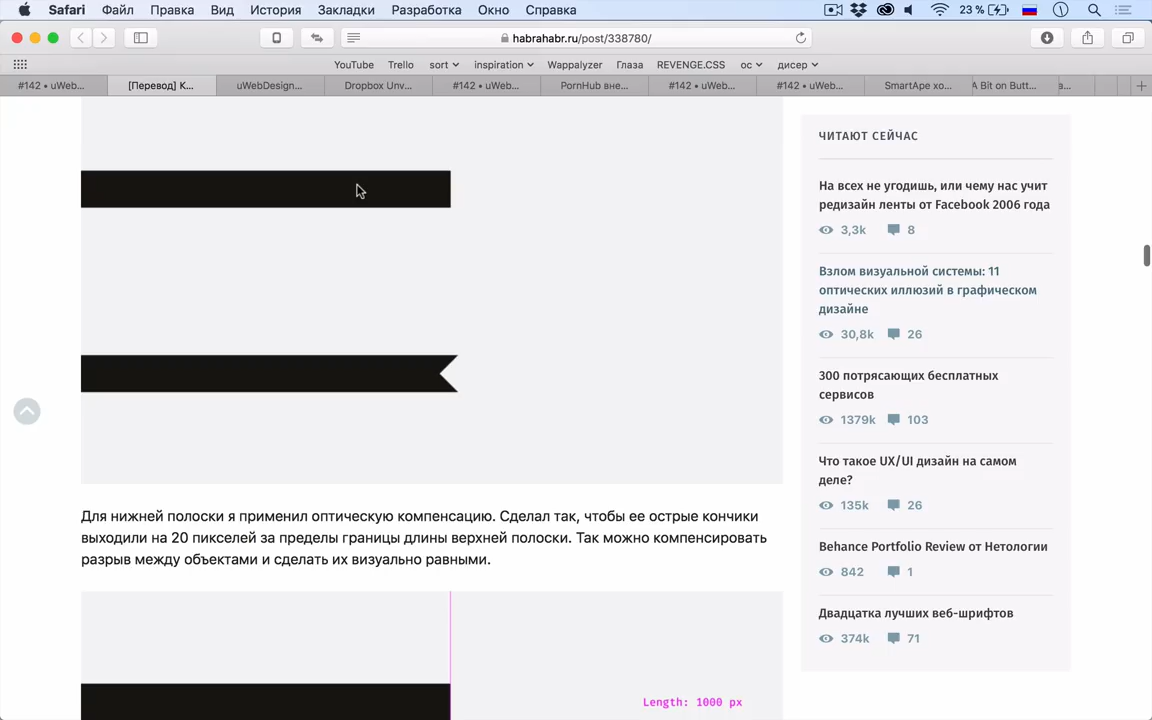 Safari Файл Правка Вид История Закладки Разработка Окно Справка 23 %
habrahabr.ru/post/338780/
YouTube Trello sort inspiration Wappalyzer Глаза REVENGE.CSS ос дисер
#142 • uWeb... [Перевод] К... uWebDesign... Dropbox Unv... #142 • uWeb... PornHub вне... #142 • uWeb... #142 • uWeb... SmartApe хо... A Bit on Butt...
ЧИТАЮТ СЕЙЧАС
На всех не угодишь, или чему нас учит
редизайн ленты от Facebook 2006 года
3,3k 8
Взлом визуальной системы: 11
оптических иллюзий в графическом
дизайне
30,8k 26
300 потрясающих бесплатных
сервисов
1379k 103
Что такое UX/UI дизайн на самом
деле?
135k 26
Behance Portfolio Review от Нетологии
842 1
Двадцатка лучших веб-шрифтов
374k 71
Для нижней полоски я применил оптическую компенсацию. Сделал так, чтобы ее острые кончики
выходили на 20 пикселей за пределы границы длины верхней полоски. Так можно компенсировать
разрыв между объектами и сделать их визуально равными.
Length: 1000 px